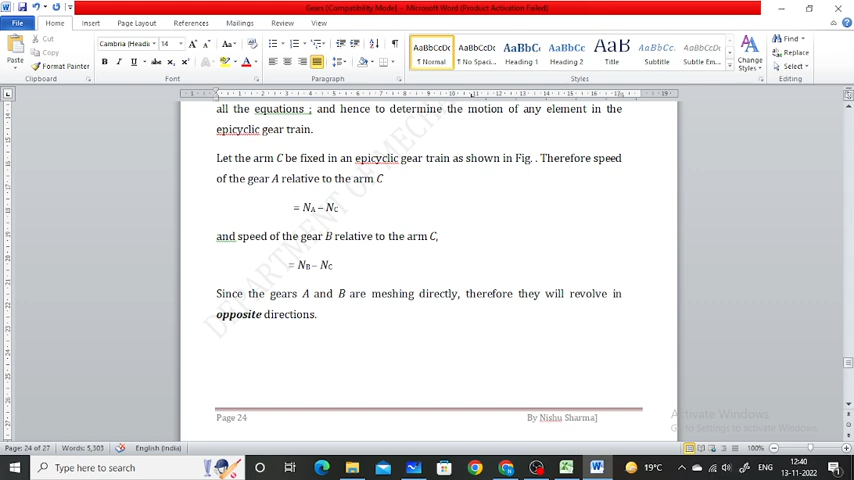 Gears [Compatibility Mode] - Microsoft Word (Product Activation Failed)
File Home Insert Page Layout References Mailings Review View
Cut
Copy
Paste Format Painter
Clipboard
Cambria (Headi 14
Font
Paragraph
AaBbCcDc AaBbCcDc AaBbCc AaBbCc AaB AaBbCc. AaBbCcDc
¶ Normal ¶ No Spaci... Heading 1 Heading 2 Title Subtitle Subtle Em...
Styles
Change Styles
Find
Replace
Select
Editing
all the equations ; and hence to determine the motion of any element in the
epicyclic gear train.
Let the arm C be fixed in an epicyclic gear train as shown in Fig. . Therefore speed
of the gear A relative to the arm C
= NA – NC
and speed of the gear B relative to the arm C,
= NB – NC
Since the gears A and B are meshing directly, therefore they will revolve in
opposite directions.
DEPARTMENT OF MECH
Page 24 By Nishu Sharma]
Activate Windows
Go to Settings to activate Windows.
Page: 24 of 27 Words: 5,303 English (India) 100%
Type here to search
19°C ENG 12:40
13-11-2022